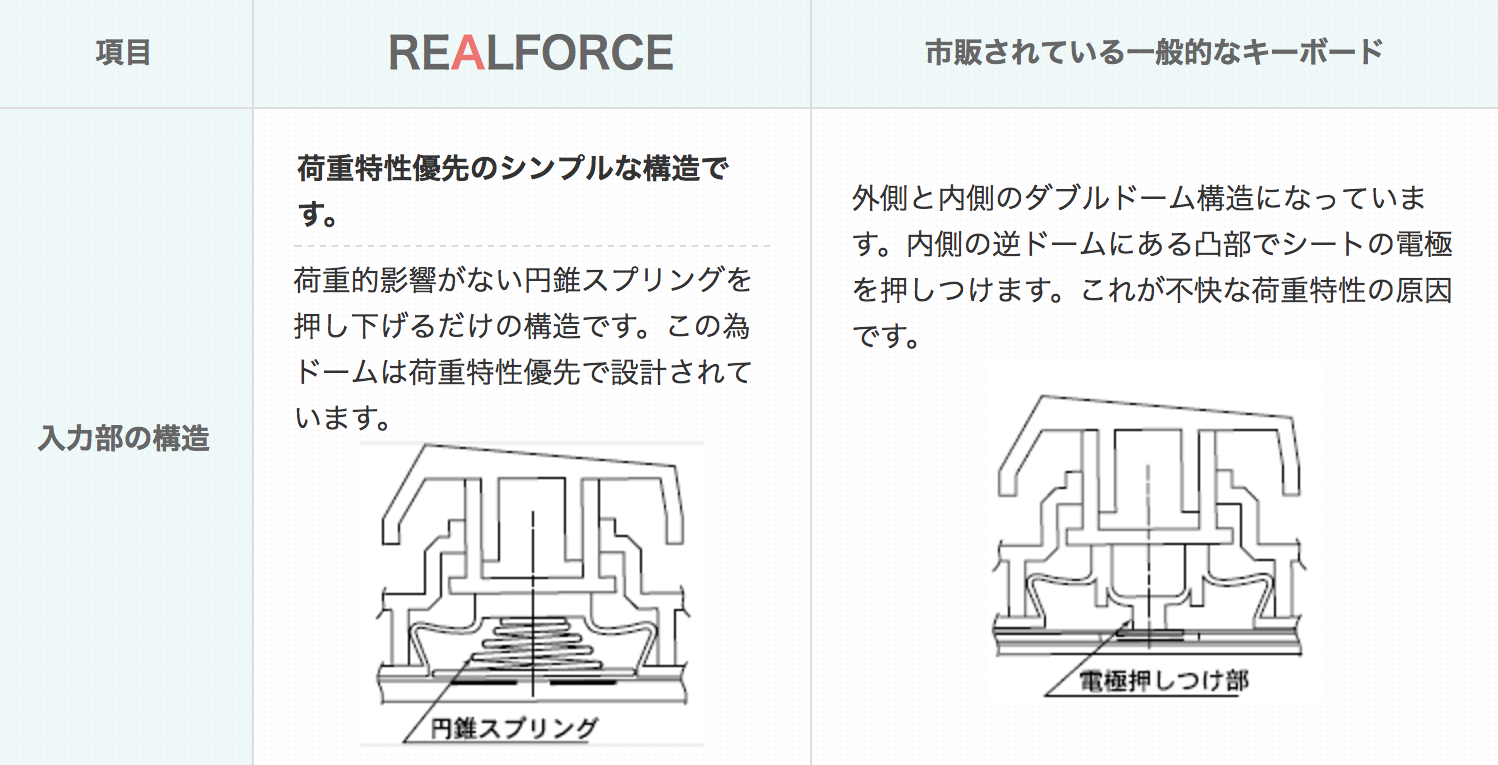 項目
REALFORCE
市販されている一般的なキーボード
入力部の構造
荷重特性優先のシンプルな構造で
す。
荷重的影響がない円錐スプリングを
押し下げるだけの構造です。この為
ドームは荷重特性優先で設計されて
います。
円錐スプリング
外側と内側のダブルドーム構造になっていま
す。内側の逆ドームにある凸部でシートの電極
を押しつけます。これが不快な荷重特性の原因
です。
電極押しつけ部